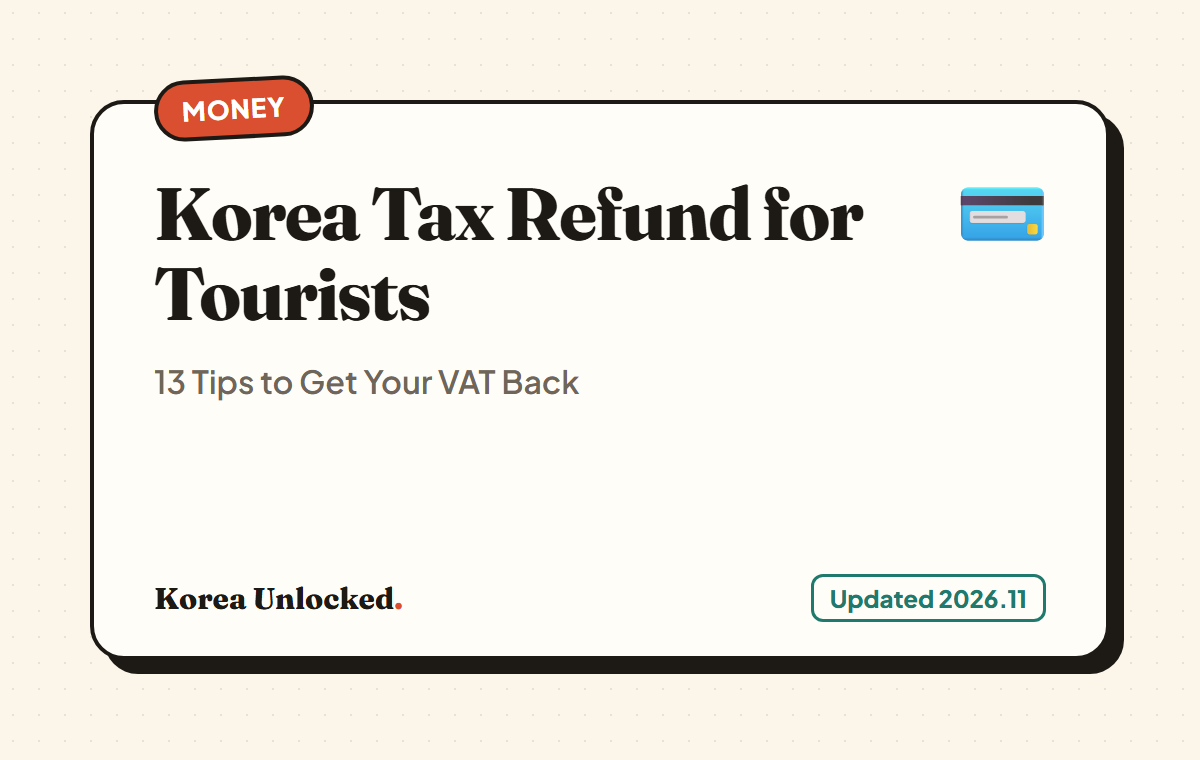 MONEY
Korea Tax Refund for
Tourists
13 Tips to Get Your VAT Back
Korea Unlocked.
Updated 2026.11